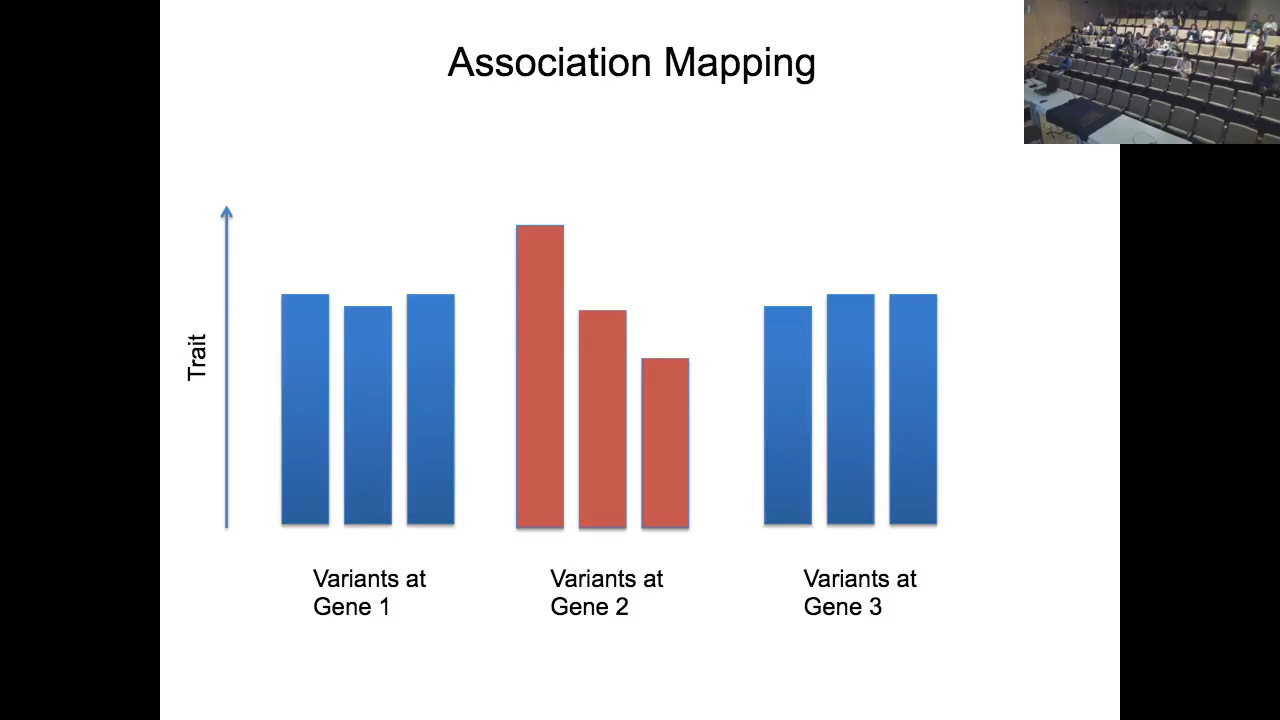 Association Mapping
Trait
Variants at
Gene 1
Variants at
Gene 2
Variants at
Gene 3